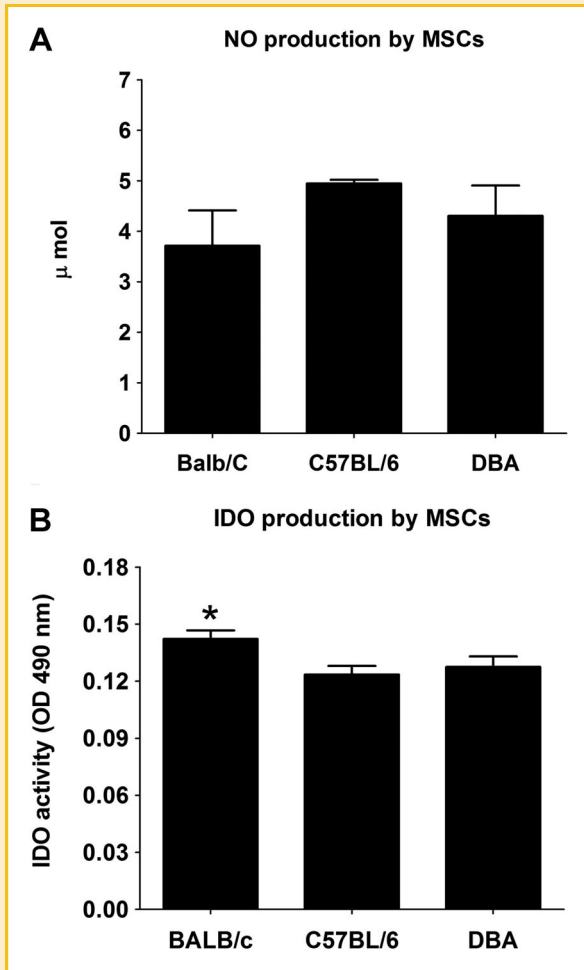 A
NO production by MSCs
7
6
5
4
3
2
1
0
μ mol
Balb/C C57BL/6 DBA
B
IDO production by MSCs
0.18
0.15
0.12
0.09
0.06
0.03
0.00
IDO activity (OD 490 nm)
*
BALB/c C57BL/6 DBA